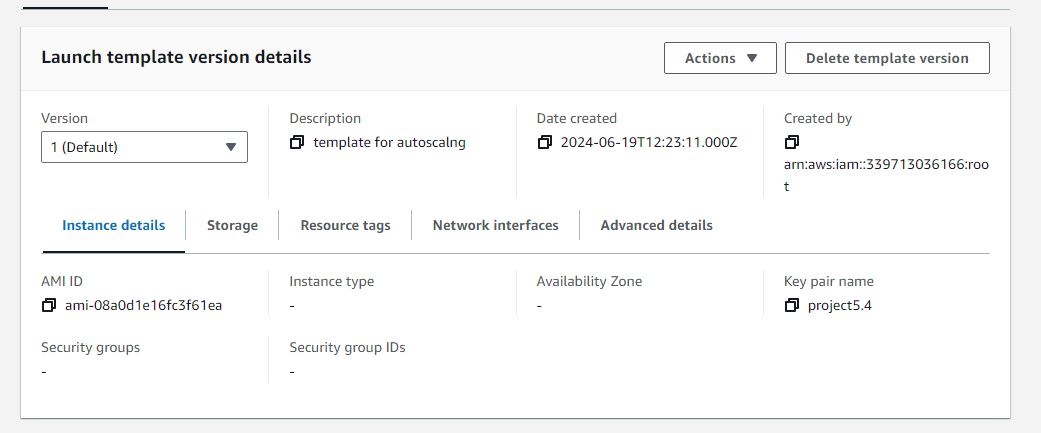 Launch template version details
Actions
Delete template version
Version
Description
Date created
Created by
1 (Default)
template for autoscalng
2024-06-19T12:23:11.000Z
arn:aws:iam::339713036166:roo
t
Instance details
Storage
Resource tags
Network interfaces
Advanced details
AMI ID
Instance type
Availability Zone
Key pair name
ami-08a0d1e16fc3f61ea
-
-
project5.4
Security groups
Security group IDs
-
-